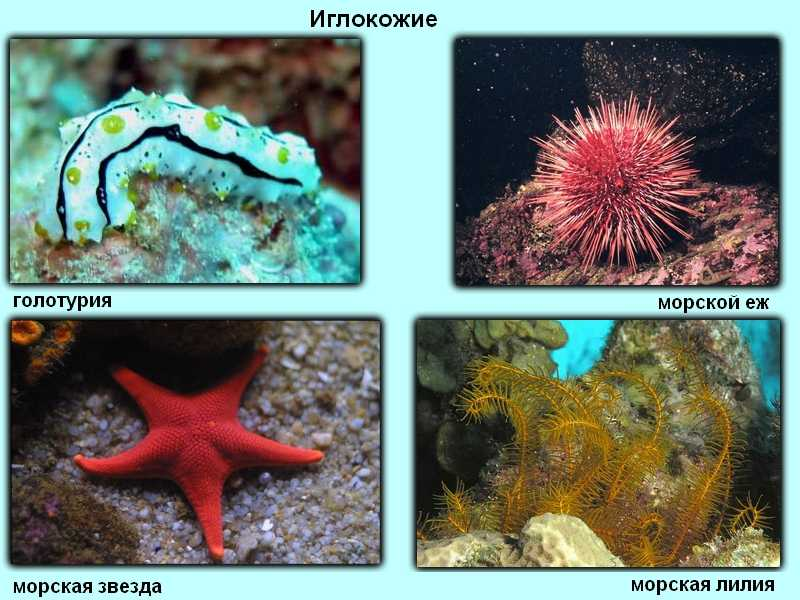 Иглокожие
голотурия
морской еж
морская звезда
морская лилия